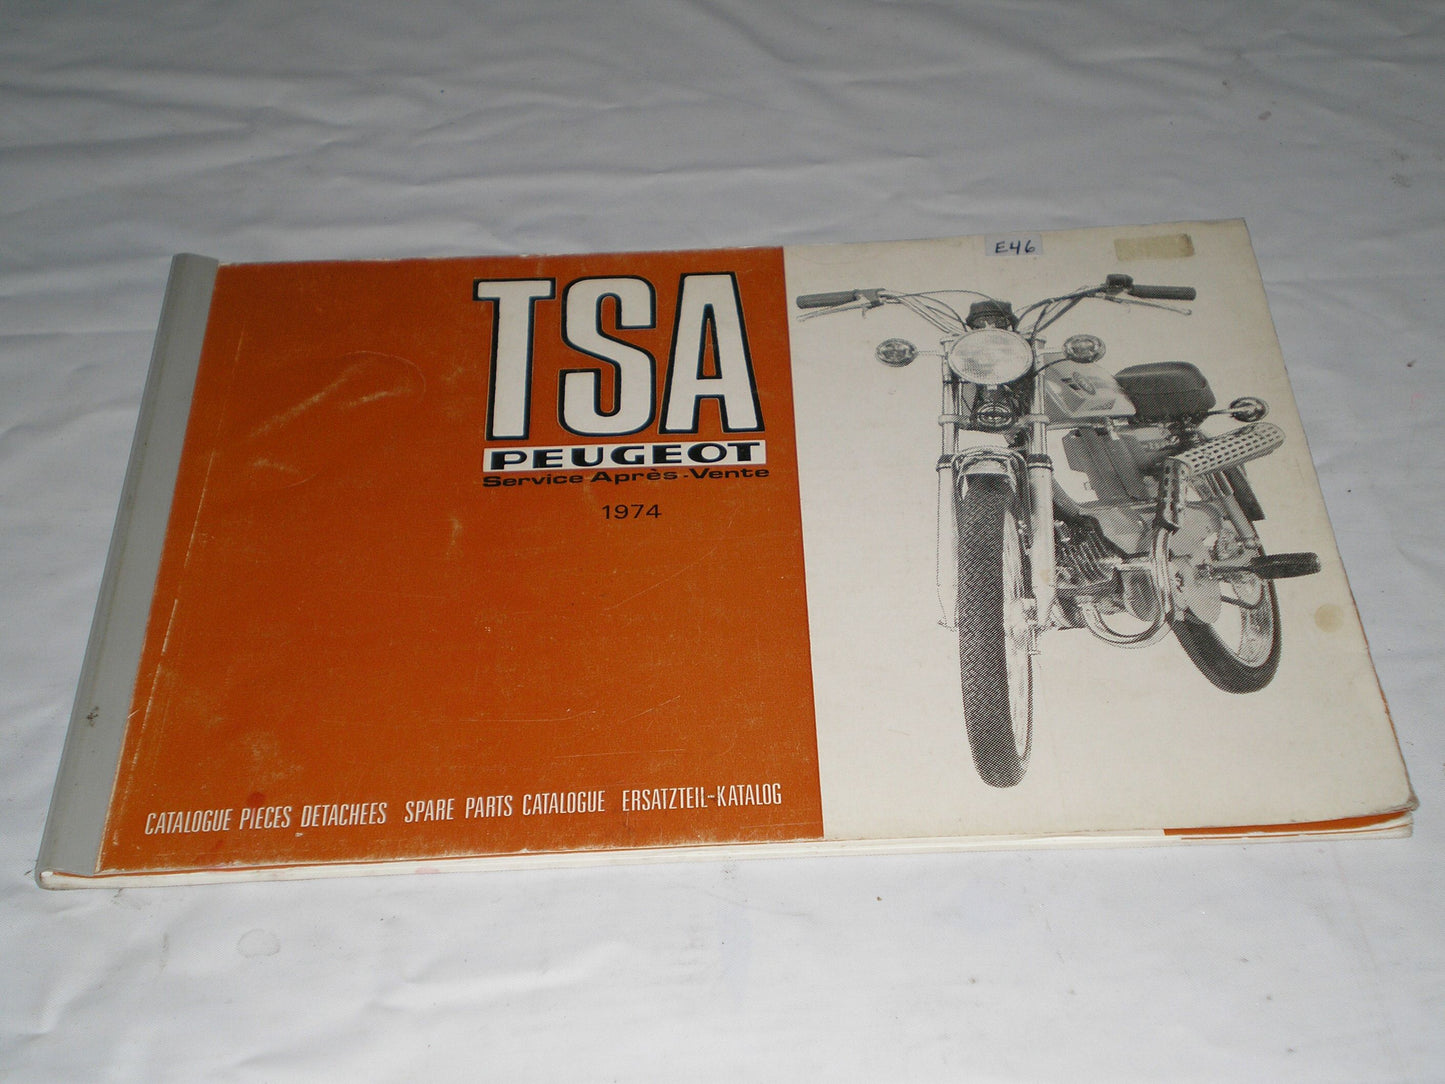 E46
TSA
PEUGEOT
Service Après-Vente
1974
CATALOGUE PIECES DETACHEES SPARE PARTS CATALOGUE ERSATZTEIL-KATALOG